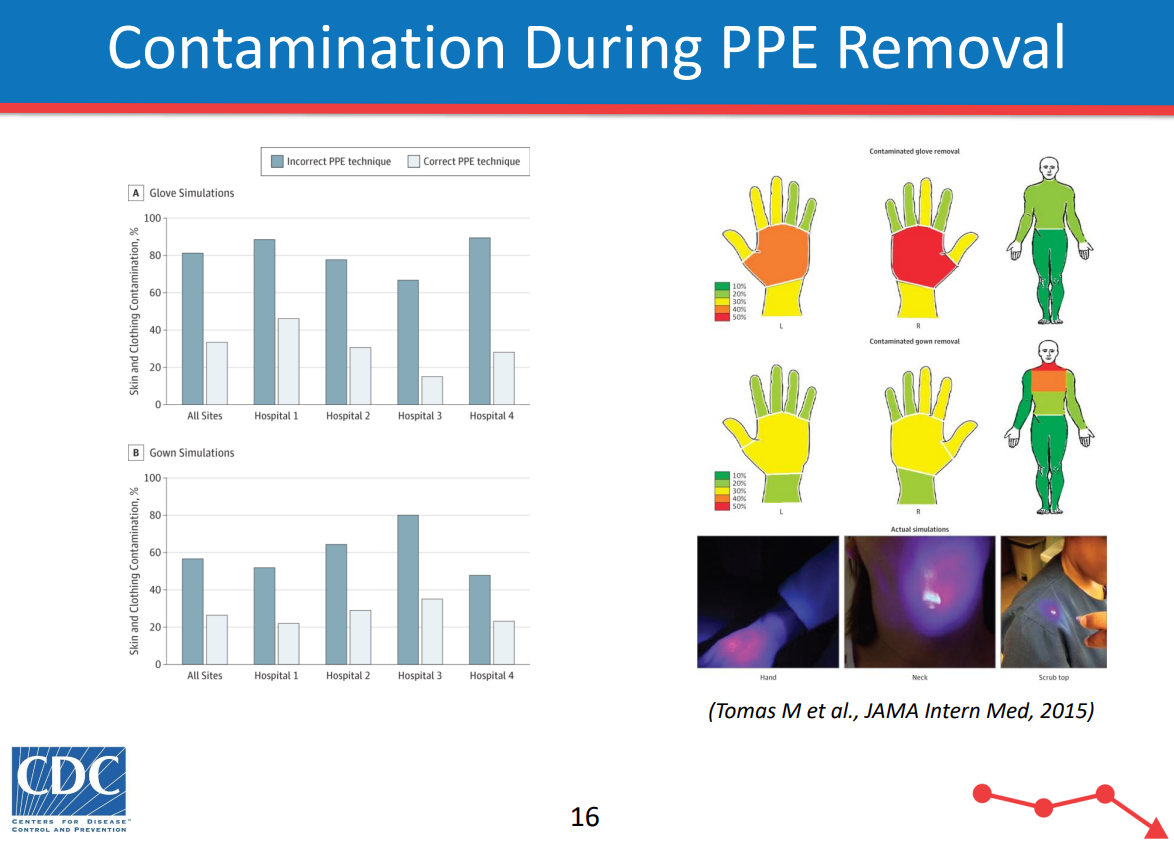 Contamination During PPE Removal
Incorrect PPE technique
Correct PPE technique
A Glove Simulations
Skin and Clothing Contamination, %
100
80
60
40
20
0
All Sites
Hospital 1
Hospital 2
Hospital 3
Hospital 4
B Gown Simulations
Skin and Clothing Contamination, %
100
80
60
40
20
0
All Sites
Hospital 1
Hospital 2
Hospital 3
Hospital 4
Contaminated glove removal
10%
20%
30%
40%
50%
L
R
Contaminated gown removal
10%
20%
30%
40%
50%
L
R
Actual simulations
Hand
Neck
Scrub top
(Tomas M et al., JAMA Intern Med, 2015)
CDC
CENTERS FOR DISEASE™
CONTROL AND PREVENTION
16